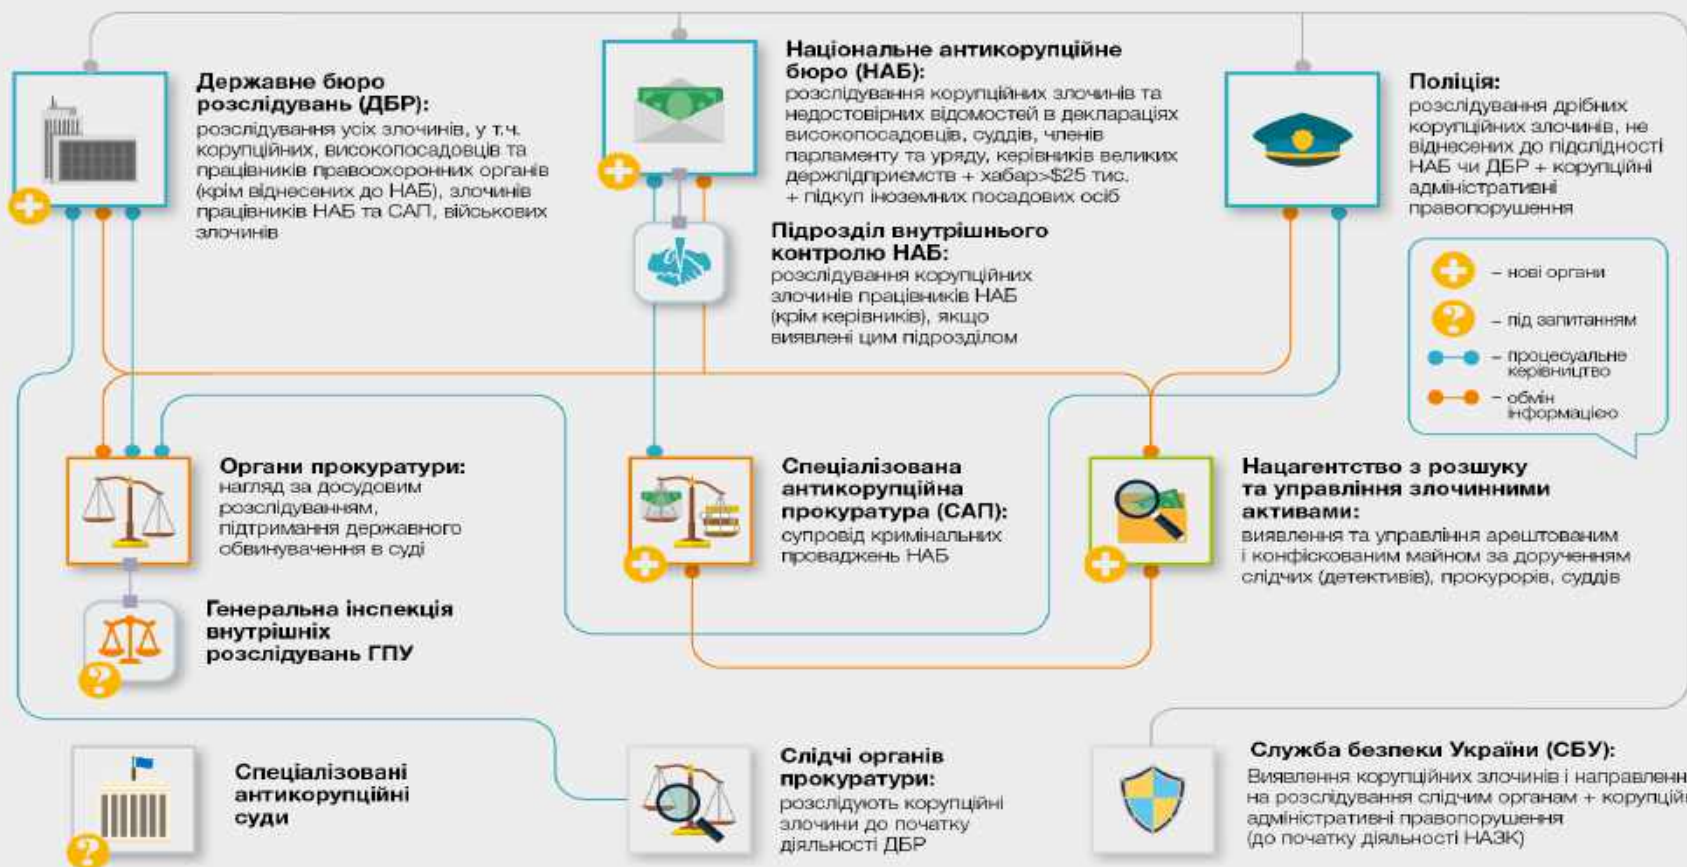 Державне бюро
розслідувань (ДБР):
розслідування усіх злочинів, у т.ч.
корупційних, високопосадовців та
працівників правоохоронних органів
(крім віднесених до НАБ), злочинів
працівників НАБ та САП, військових
злочинів
Національне антикорупційне
бюро (НАБ):
розслідування корупційних злочинів та
недостовірних відомостей в деклараціях
високопосадовців, суддів, членів
парламенту та уряду, керівників великих
держпідприємств + хабар>$25 тис.
+ підкуп іноземних посадових осіб
Підрозділ внутрішнього
контролю НАБ:
розслідування корупційних
злочинів працівників НАБ
(крім керівників), якщо
виявлені цим підрозділом
Поліція:
розслідування дрібних
корупційних злочинів, не
віднесених до підслідності
НАБ чи ДБР + корупційні
адміністративні
правопорушення
– нові органи
– під запитанням
– процесуальне
керівництво
– обмін
інформацією
Органи прокуратури:
нагляд за досудовим
розслідуванням,
підтримання державного
обвинувачення в суді
Генеральна інспекція
внутрішніх
розслідувань ГПУ
Спеціалізована
антикорупційна
прокуратура (САП):
супровід кримінальних
проваджень НАБ
Нацагентство з розшуку
та управління злочинними
активами:
виявлення та управління арештованим
і конфіскованим майном за дорученням
слідчих (детективів), прокурорів, суддів
Спеціалізовані
антикорупційні
суди
Слідчі органів
прокуратури:
розслідують корупційні
злочини до початку
діяльності ДБР
Служба безпеки України (СБУ):
Виявлення корупційних злочинів і направленн
на розслідування слідчим органам + корупцій
адміністративні правопорушення
(до початку діяльності НАЗК)